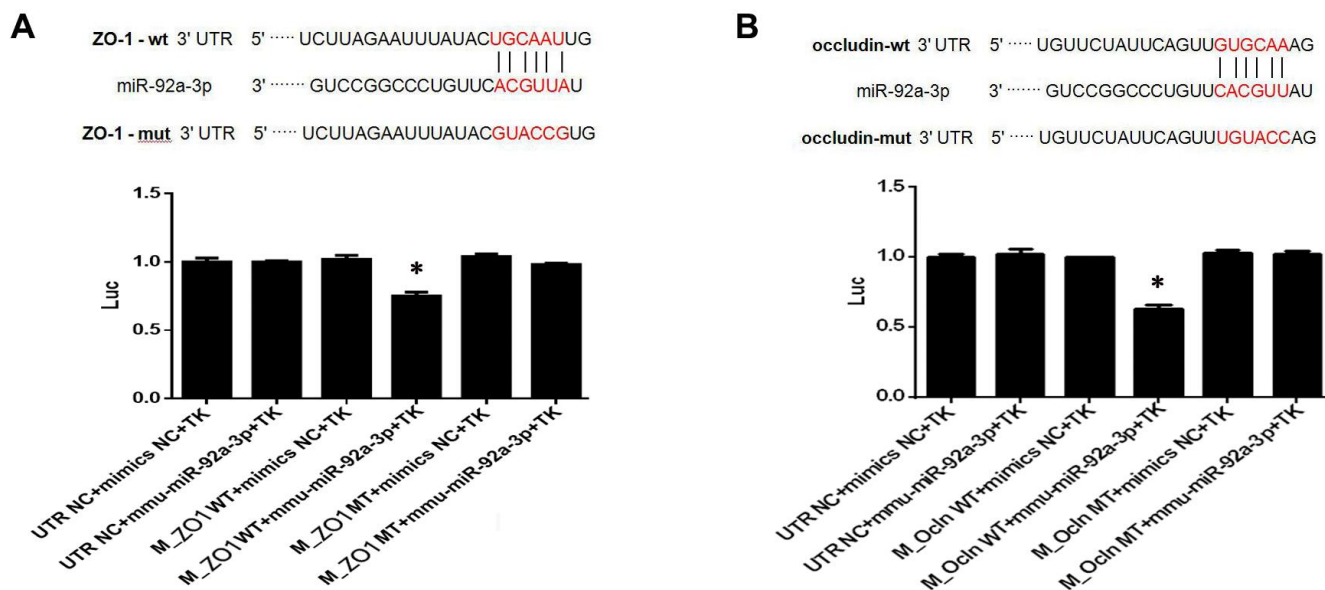 A
ZO-1 - wt 3' UTR 5' ····· UCUUAGAAUUUAUACUGCAAUUG
miR-92a-3p 3' ······· GUCCGGCCCUGUUCACGUUAU
ZO-1 - mut 3' UTR 5' ····· UCUUAGAAUUUAUACGUACCGUG
Luc
1.5
1.0
0.5
0.0
*
UTR NC+mimics NC+TK
UTR NC+mmu-miR-92a-3p+TK
M_ZO1 WT+mimics NC+TK
M_ZO1WT+mmu-miR-92a-3p+TK
M_ZO1 MT+mimics NC+TK
M_ZO1 MT+mmu-miR-92a-3p+TK
B
occludin-wt 3' UTR 5' ····· UGUUCUAUUCAGUUGUGCAAAG
miR-92a-3p 3' ······· GUCCGGCCCUGUUCACGUUAU
occludin-mut 3' UTR 5' ····· UGUUCUAUUCAGUUUGUACCAG
Luc
1.5
1.0
0.5
0.0
*
UTR NC+mimics NC+TK
UTR NC+mmu-miR-92a-3p+TK
M_Ocln WT+mimics NC+TK
M_Ocln WT+mmu-miR-92a-3p+TK
M_Ocln MT+mimics NC+TK
M_Ocln MT+mmu-miR-92a-3p+TK